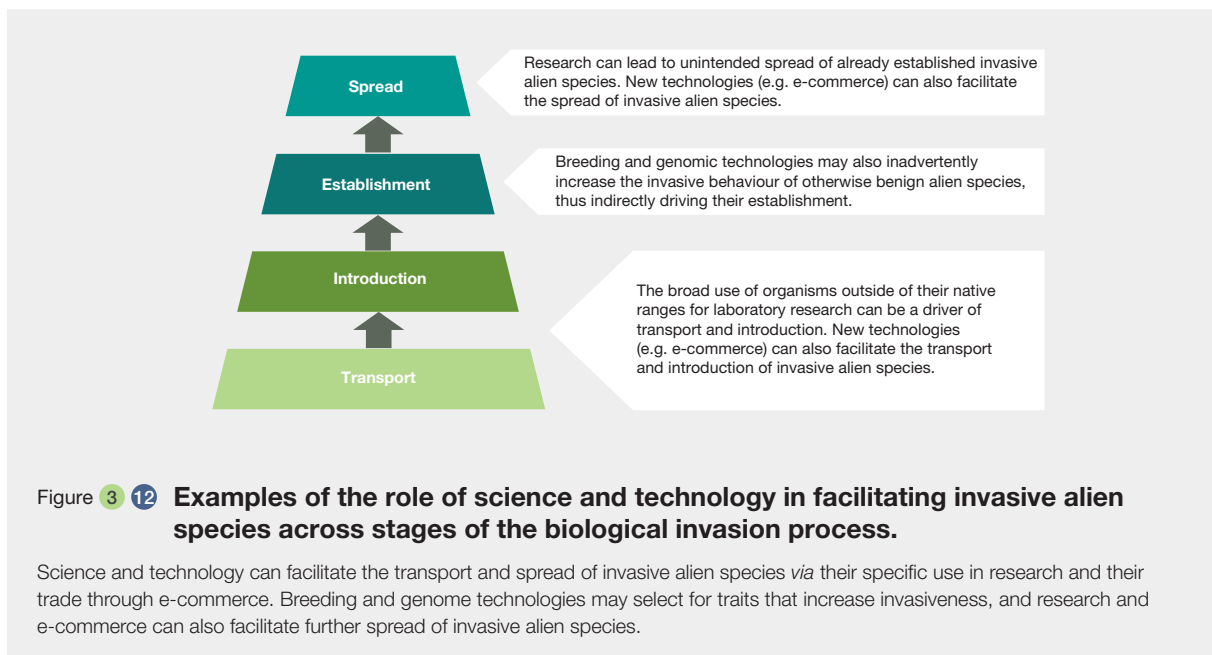 Spread
Research can lead to unintended spread of already established invasive
alien species. New technologies (e.g. e-commerce) can also facilitate
the spread of invasive alien species.
Establishment
Breeding and genomic technologies may also inadvertently
increase the invasive behaviour of otherwise benign alien species,
thus indirectly driving their establishment.
Introduction
The broad use of organisms outside of their native
ranges for laboratory research can be a driver of
transport and introduction. New technologies
(e.g. e-commerce) can also facilitate the transport
and introduction of invasive alien species.
Transport
Figure 3 12 Examples of the role of science and technology in facilitating invasive alien
species across stages of the biological invasion process.
Science and technology can facilitate the transport and spread of invasive alien species via their specific use in research and their
trade through e-commerce. Breeding and genome technologies may select for traits that increase invasiveness, and research and
e-commerce can also facilitate further spread of invasive alien species.